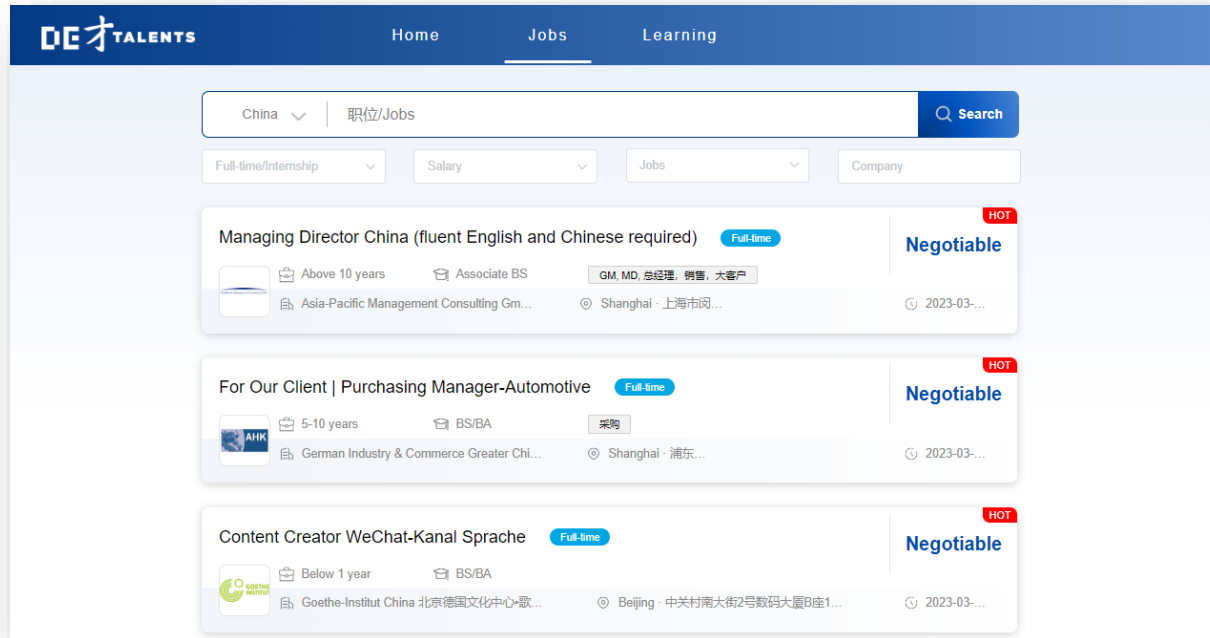 DE才TALENTS Home Jobs Learning
China 职位/Jobs Search
Full-time/Internship Salary Jobs Company
HOT
Managing Director China (fluent English and Chinese required) Full-time Negotiable
Above 10 years Associate BS GM, MD, 总经理, 销售, 大客户
Asia-Pacific Management Consulting Gm... Shanghai · 上海市闵... 2023-03-...
HOT
For Our Client | Purchasing Manager-Automotive Full-time Negotiable
AHK 5-10 years BS/BA 采购
German Industry & Commerce Greater Chi... Shanghai · 浦东... 2023-03-...
HOT
Content Creator WeChat-Kanal Sprache Full-time Negotiable
Below 1 year BS/BA
GOETHE INSTITUT Goethe-Institut China 北京德国文化中心•歌... Beijing · 中关村南大街2号数码大厦B座1... 2023-03-...